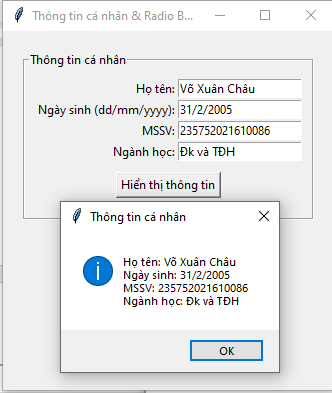 Thông tin cá nhân & Radio B...
Thông tin cá nhân
Họ tên: Võ Xuân Châu
Ngày sinh (dd/mm/yyyy): 31/2/2005
MSSV: 235752021610086
Ngành học: Đk và TĐH
Hiển thị thông tin
Thông tin cá nhân
Họ tên: Võ Xuân Châu
Ngày sinh: 31/2/2005
MSSV: 235752021610086
Ngành học: Đk và TĐH
OK